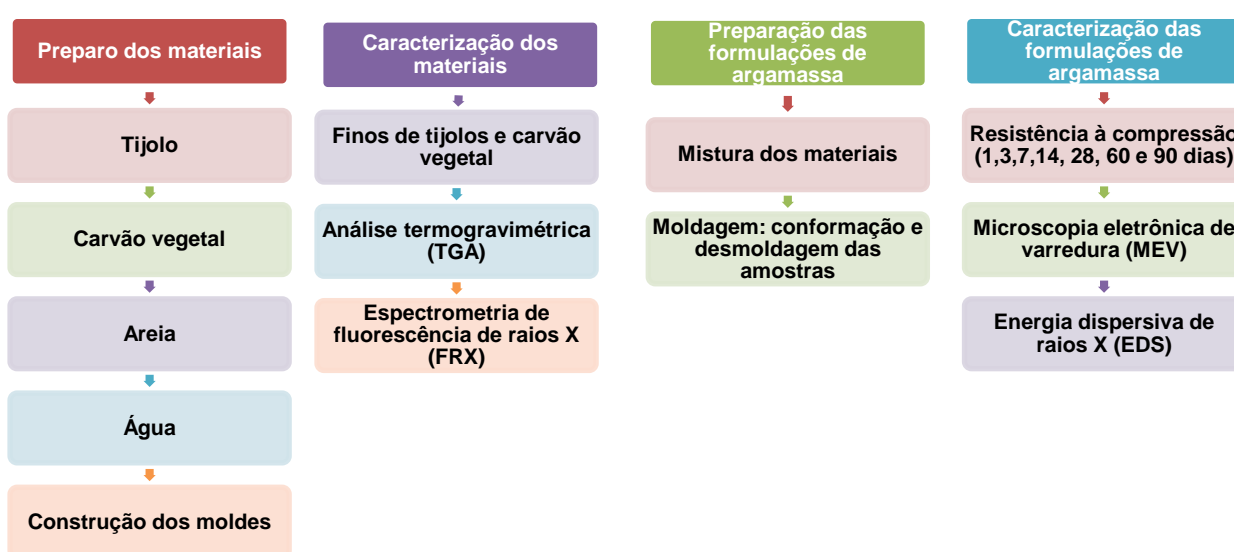 Preparo dos materiais
Tijolo
Carvão vegetal
Areia
Água
Construção dos moldes
Caracterização dos
materiais
Finos de tijolos e carvão
vegetal
Análise termogravimétrica
(TGA)
Espectrometria de
fluorescência de raios X
(FRX)
Preparação das
formulações de
argamassa
Mistura dos materiais
Moldagem: conformação e
desmoldagem das
amostras
Caracterização das
formulações de
argamassa
Resistência à compressão
(1,3,7,14, 28, 60 e 90 dias)
Microscopia eletrônica de
varredura (MEV)
Energia dispersiva de
raios X (EDS)